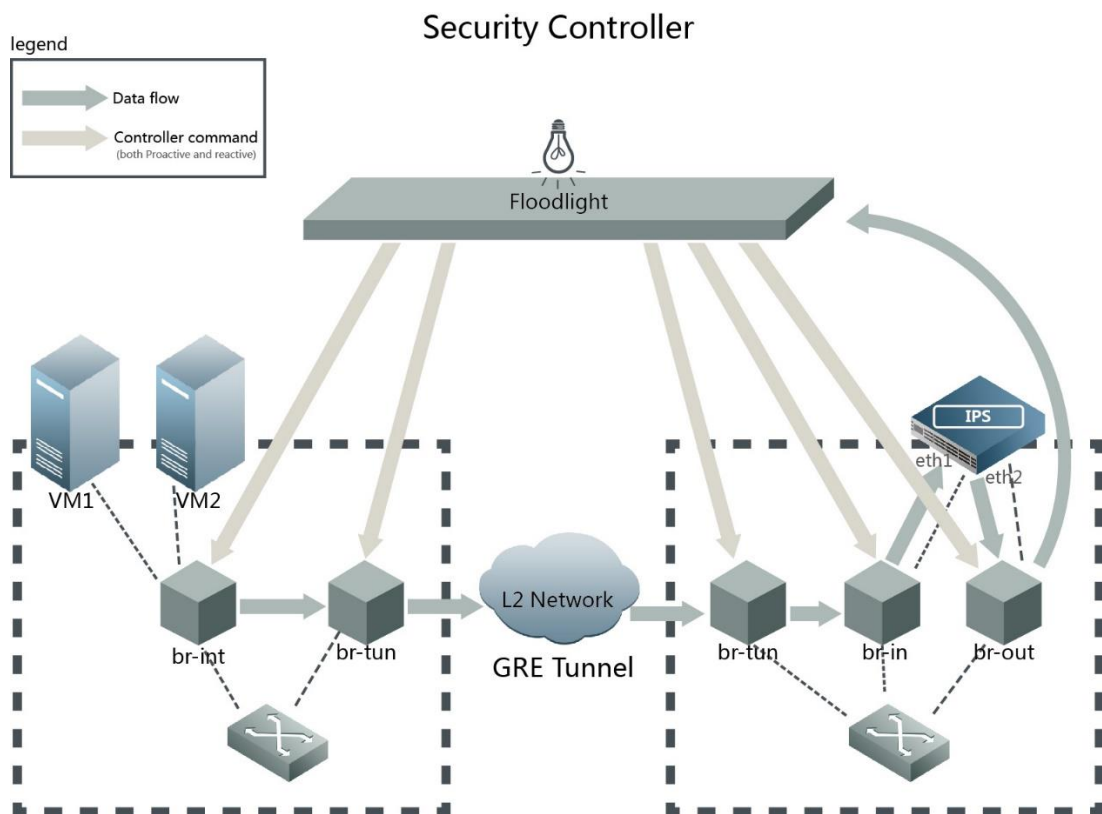 Security Controller
legend
Data flow
Controller command
(both Proactive and reactive)
Floodlight
IPS
eth1
eth2
VM1
VM2
L2 Network
br-int
br-tun
GRE Tunnel
br-tun
br-in
br-out